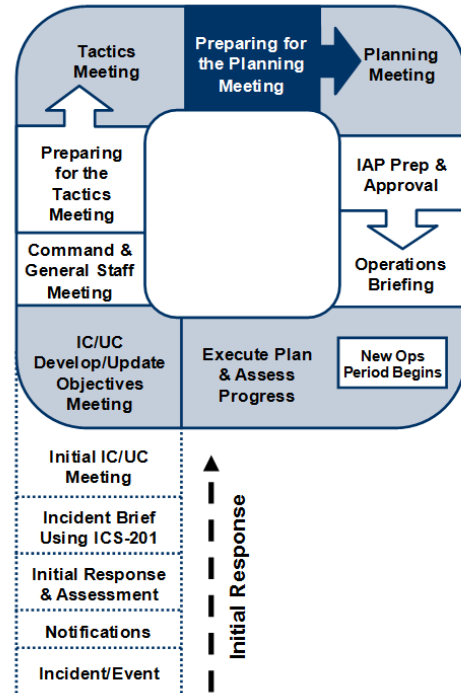 Tactics
Meeting
Preparing for
the Planning
Meeting
Planning
Meeting
Preparing
for the
Tactics
Meeting
IAP Prep &
Approval
Command &
General Staff
Meeting
Operations
Briefing
IC/UC
Develop/Update
Objectives
Meeting
Execute Plan
& Assess
Progress
New Ops
Period Begins
Initial IC/UC
Meeting
Incident Brief
Using ICS-201
Initial Response
& Assessment
Notifications
Incident/Event
Initial Response